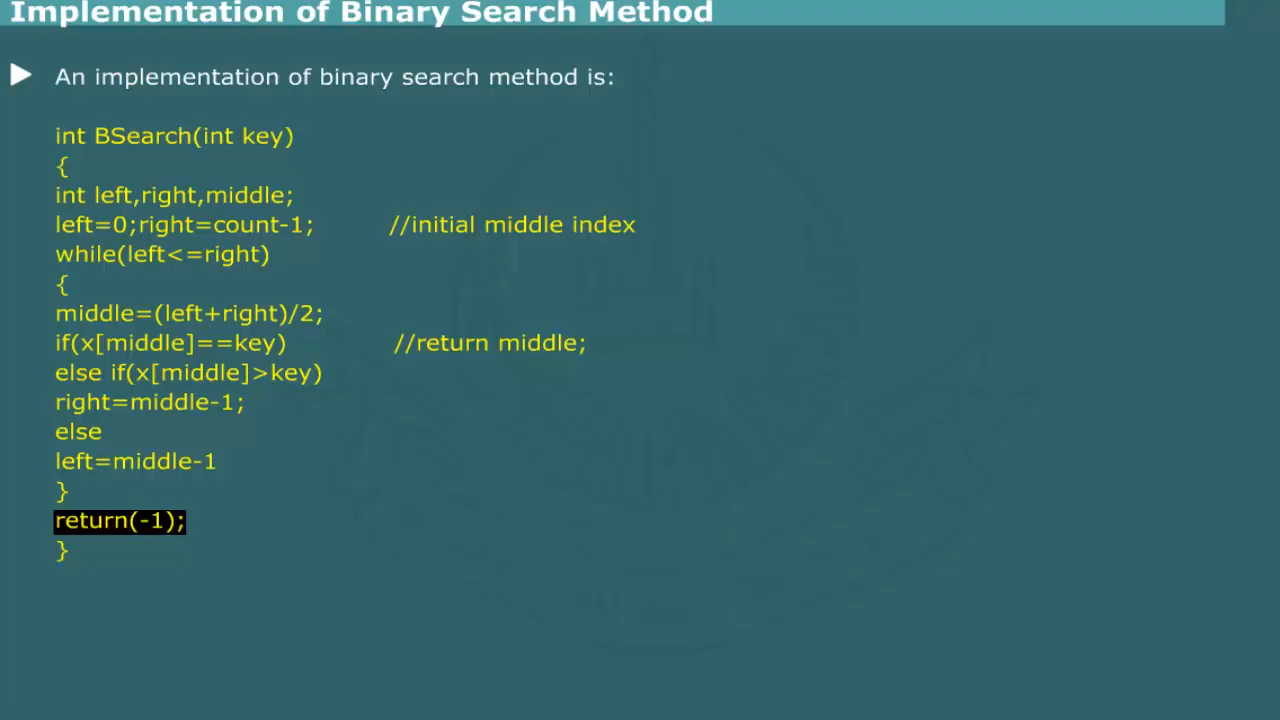 Implementation of Binary Search Method
An implementation of binary search method is:
int BSearch(int key)
{
int left,right,middle;
left=0;right=count-1; //initial middle index
while(left<=right)
{
middle=(left+right)/2;
if(x[middle]==key) //return middle;
else if(x[middle]>key)
right=middle-1;
else
left=middle-1
}
return(-1);
}